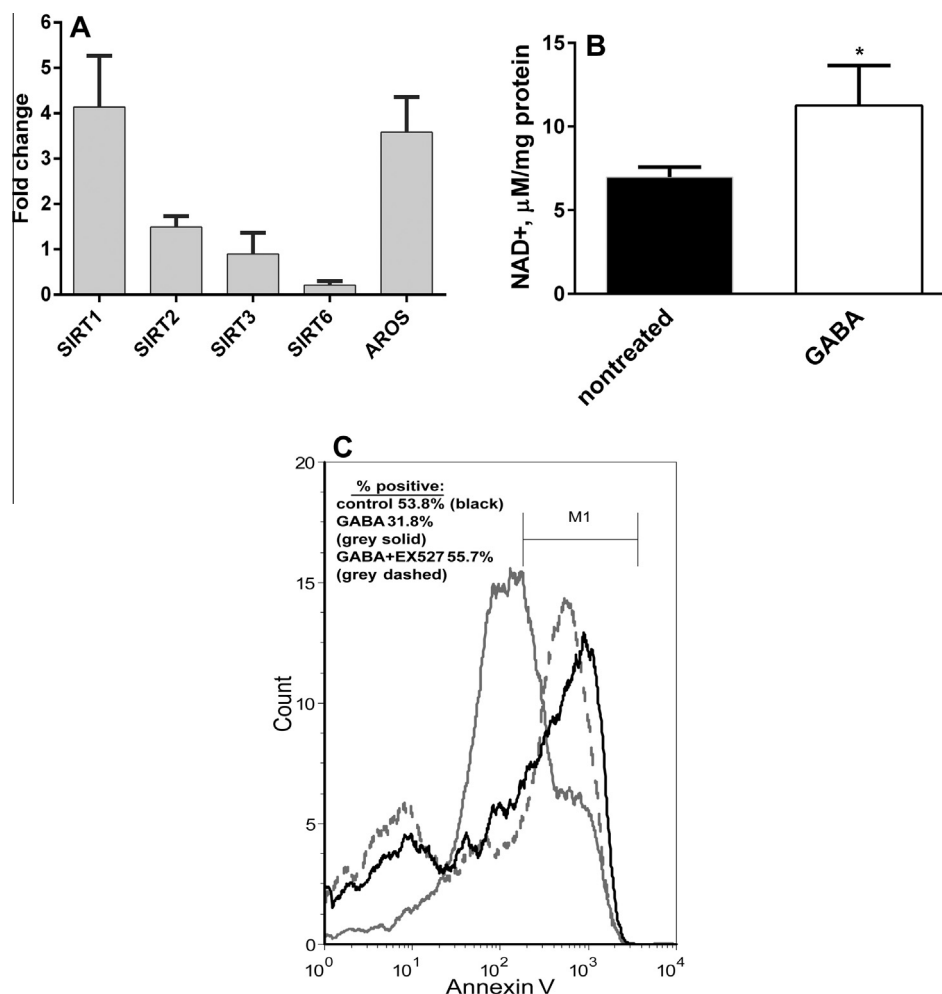 A
6
5
4
3
2
1
0
Fold change
SIRT1
SIRT2
SIRT3
SIRT6
AROS
B
15
10
5
0
NAD+, μM/mg protein
*
nontreated
GABA
C
20
15
10
5
0
Count
% positive:
control 53.8% (black)
GABA 31.8%
(grey solid)
GABA+EX527 55.7%
(grey dashed)
M1
10⁰ 10¹ 10² 10³ 10⁴
Annexin V